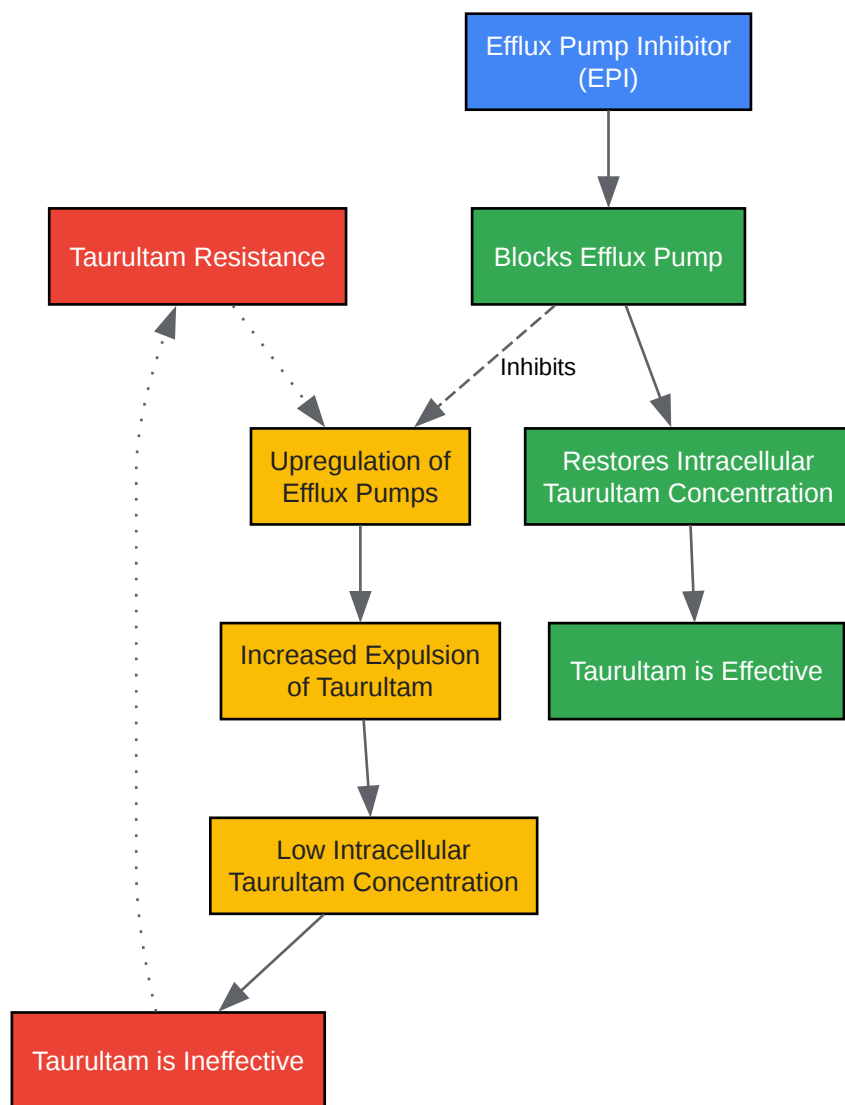 Efflux Pump Inhibitor
(EPI)
Taurultam Resistance
Blocks Efflux Pump
Inhibits
Upregulation of
Efflux Pumps
Restores Intracellular
Taurultam Concentration
Increased Expulsion
of Taurultam
Taurultam is Effective
Low Intracellular
Taurultam Concentration
Taurultam is Ineffective